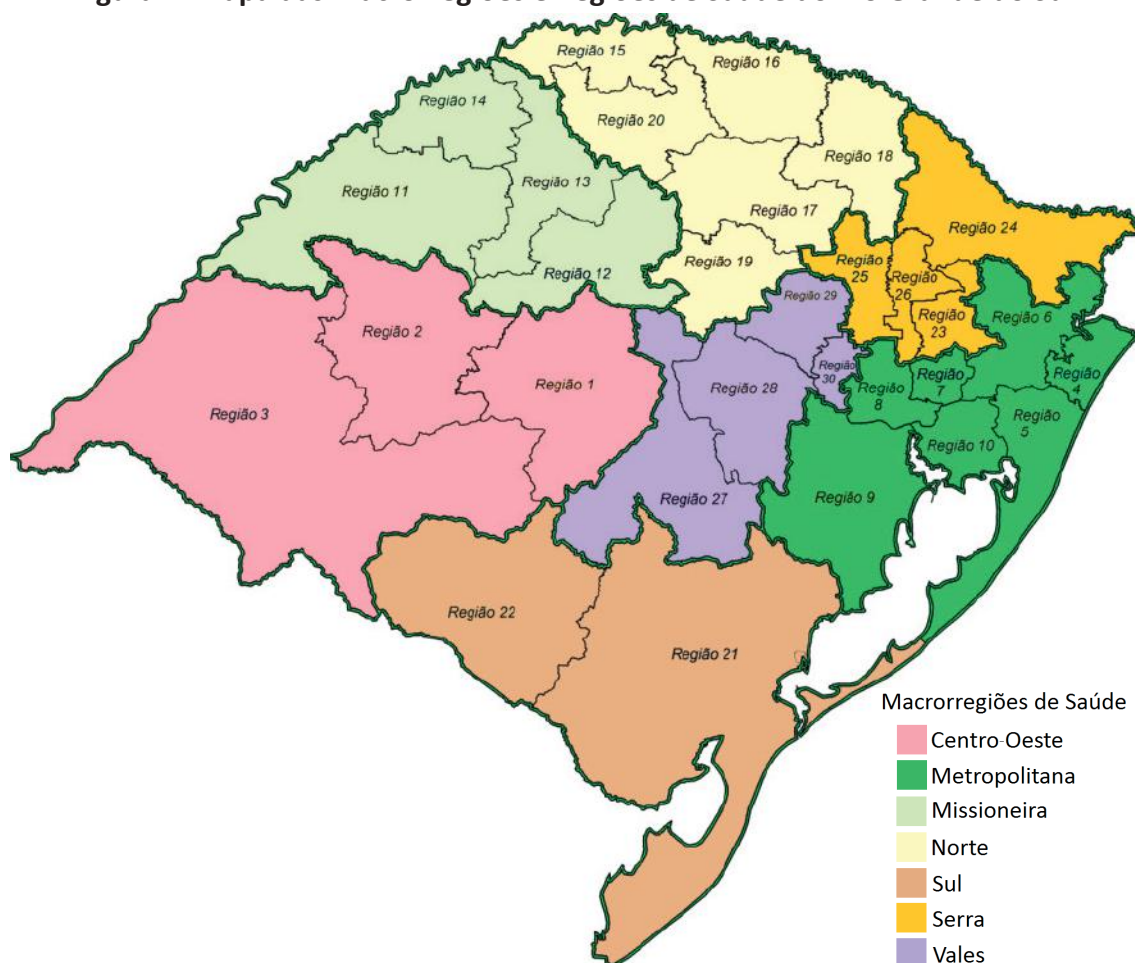 Região 15
Região 16
Região 14
Região 20
Região 18
Região 11
Região 13
Região 17
Região 24
Região 19
Região
25
Região
26
Região 12
Região 29
Região
23
Região 6
Região 2
Região 1
Região 28
Região
30
Região
8
Região
7
Região
4
Região 3
Região
5
Região 10
Região 27
Região 9
Região 22
Região 21
Macrorregiões de Saúde
Centro-Oeste
Metropolitana
Missioneira
Norte
Sul
Serra
Vales